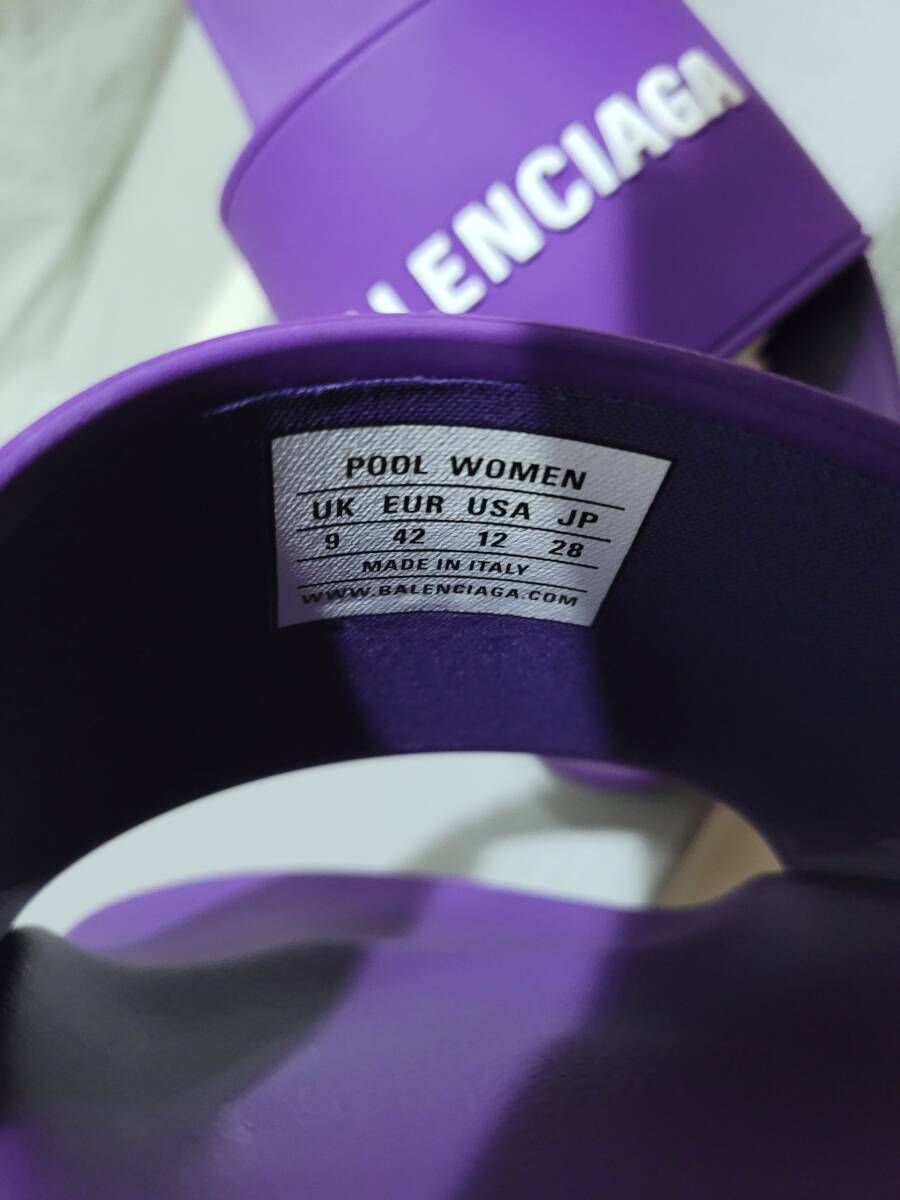 BALENCIAGA
POOL WOMEN
UK EUR USA JP
9 42 12 28
MADE IN ITALY
WWW.BALENCIAGA.COM